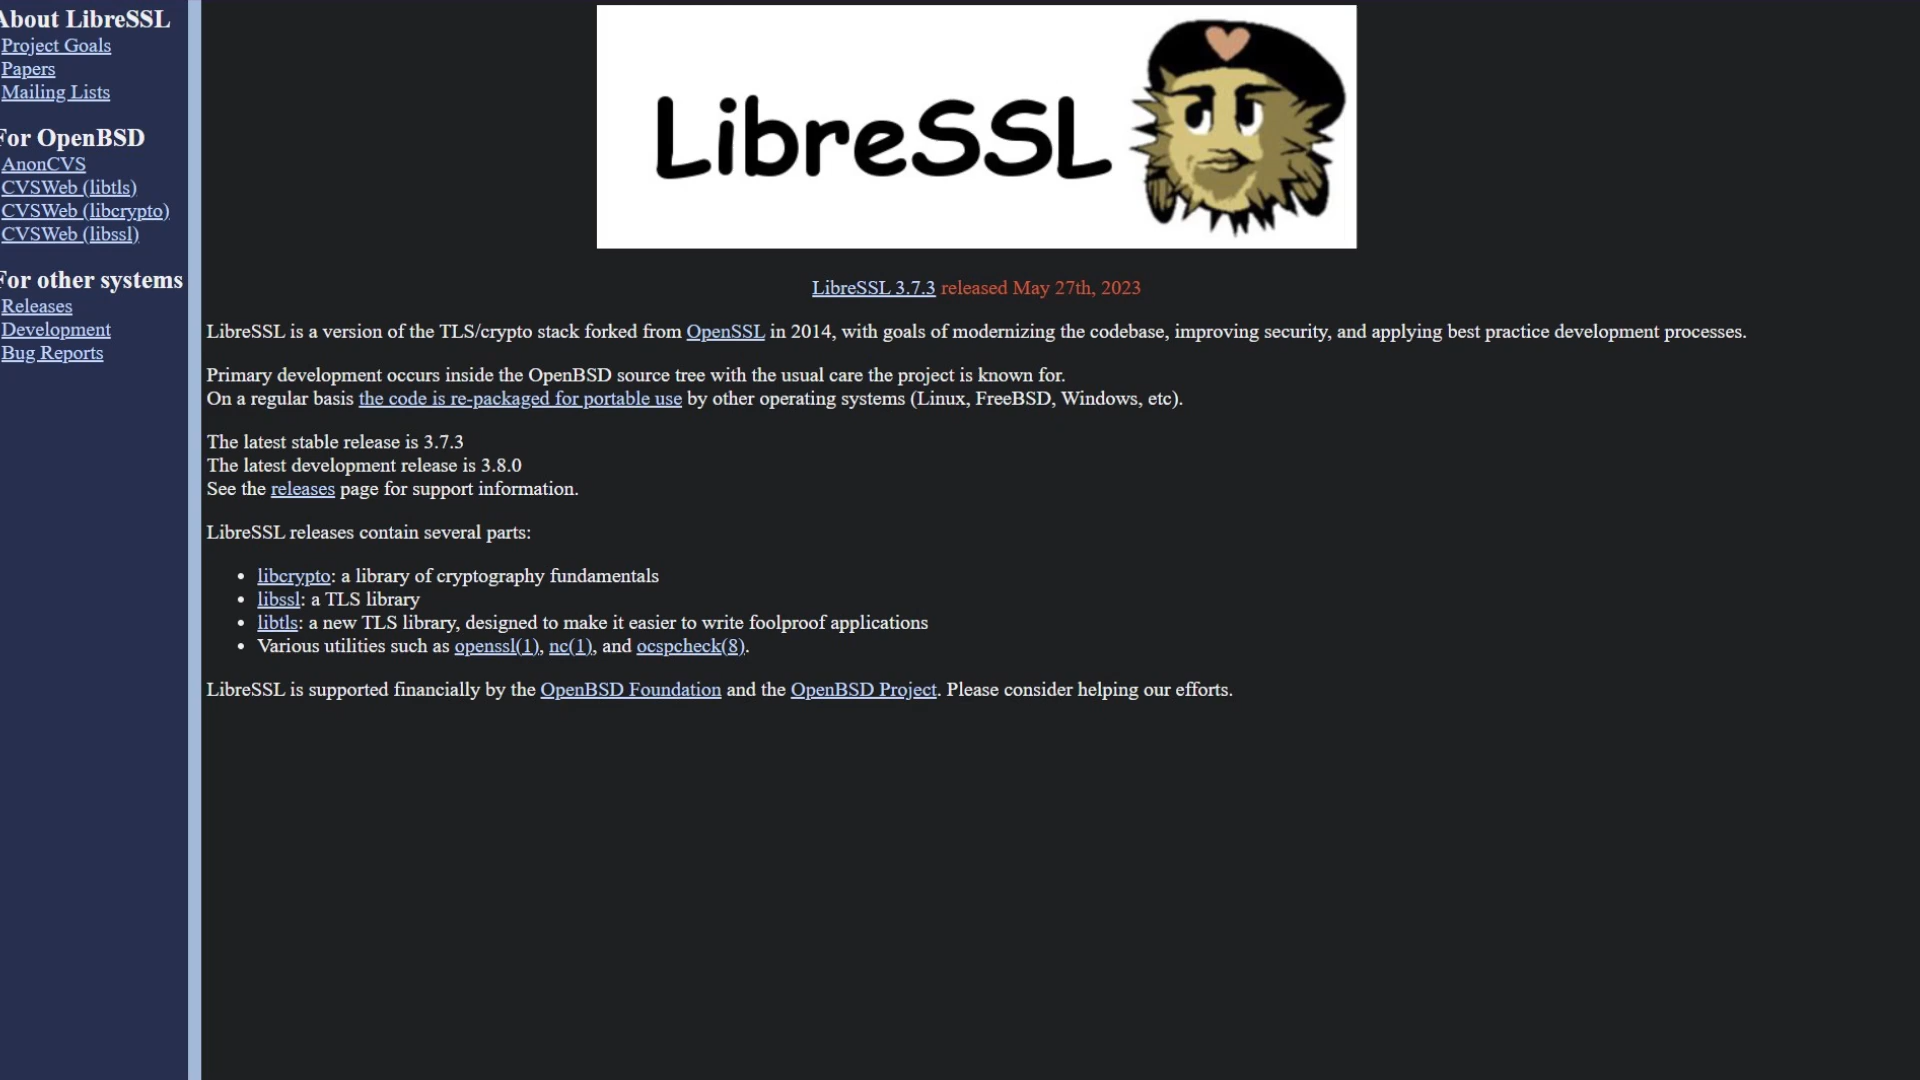 About LibreSSL
Project Goals
Papers
Mailing Lists
For OpenBSD
AnonCVS
CVSWeb (libtls)
CVSWeb (libcrypto)
CVSWeb (libssl)
For other systems
Releases
Development
Bug Reports
LibreSSL
LibreSSL 3.7.3 released May 27th, 2023
LibreSSL is a version of the TLS/crypto stack forked from OpenSSL in 2014, with goals of modernizing the codebase, improving security, and applying best practice development processes.
Primary development occurs inside the OpenBSD source tree with the usual care the project is known for.
On a regular basis the code is re-packaged for portable use by other operating systems (Linux, FreeBSD, Windows, etc).
The latest stable release is 3.7.3
The latest development release is 3.8.0
See the releases page for support information.
LibreSSL releases contain several parts:
• libcrypto: a library of cryptography fundamentals
• libssl: a TLS library
• libtls: a new TLS library, designed to make it easier to write foolproof applications
• Various utilities such as openssl(1), nc(1), and ocspcheck(8).
LibreSSL is supported financially by the OpenBSD Foundation and the OpenBSD Project. Please consider helping our efforts.